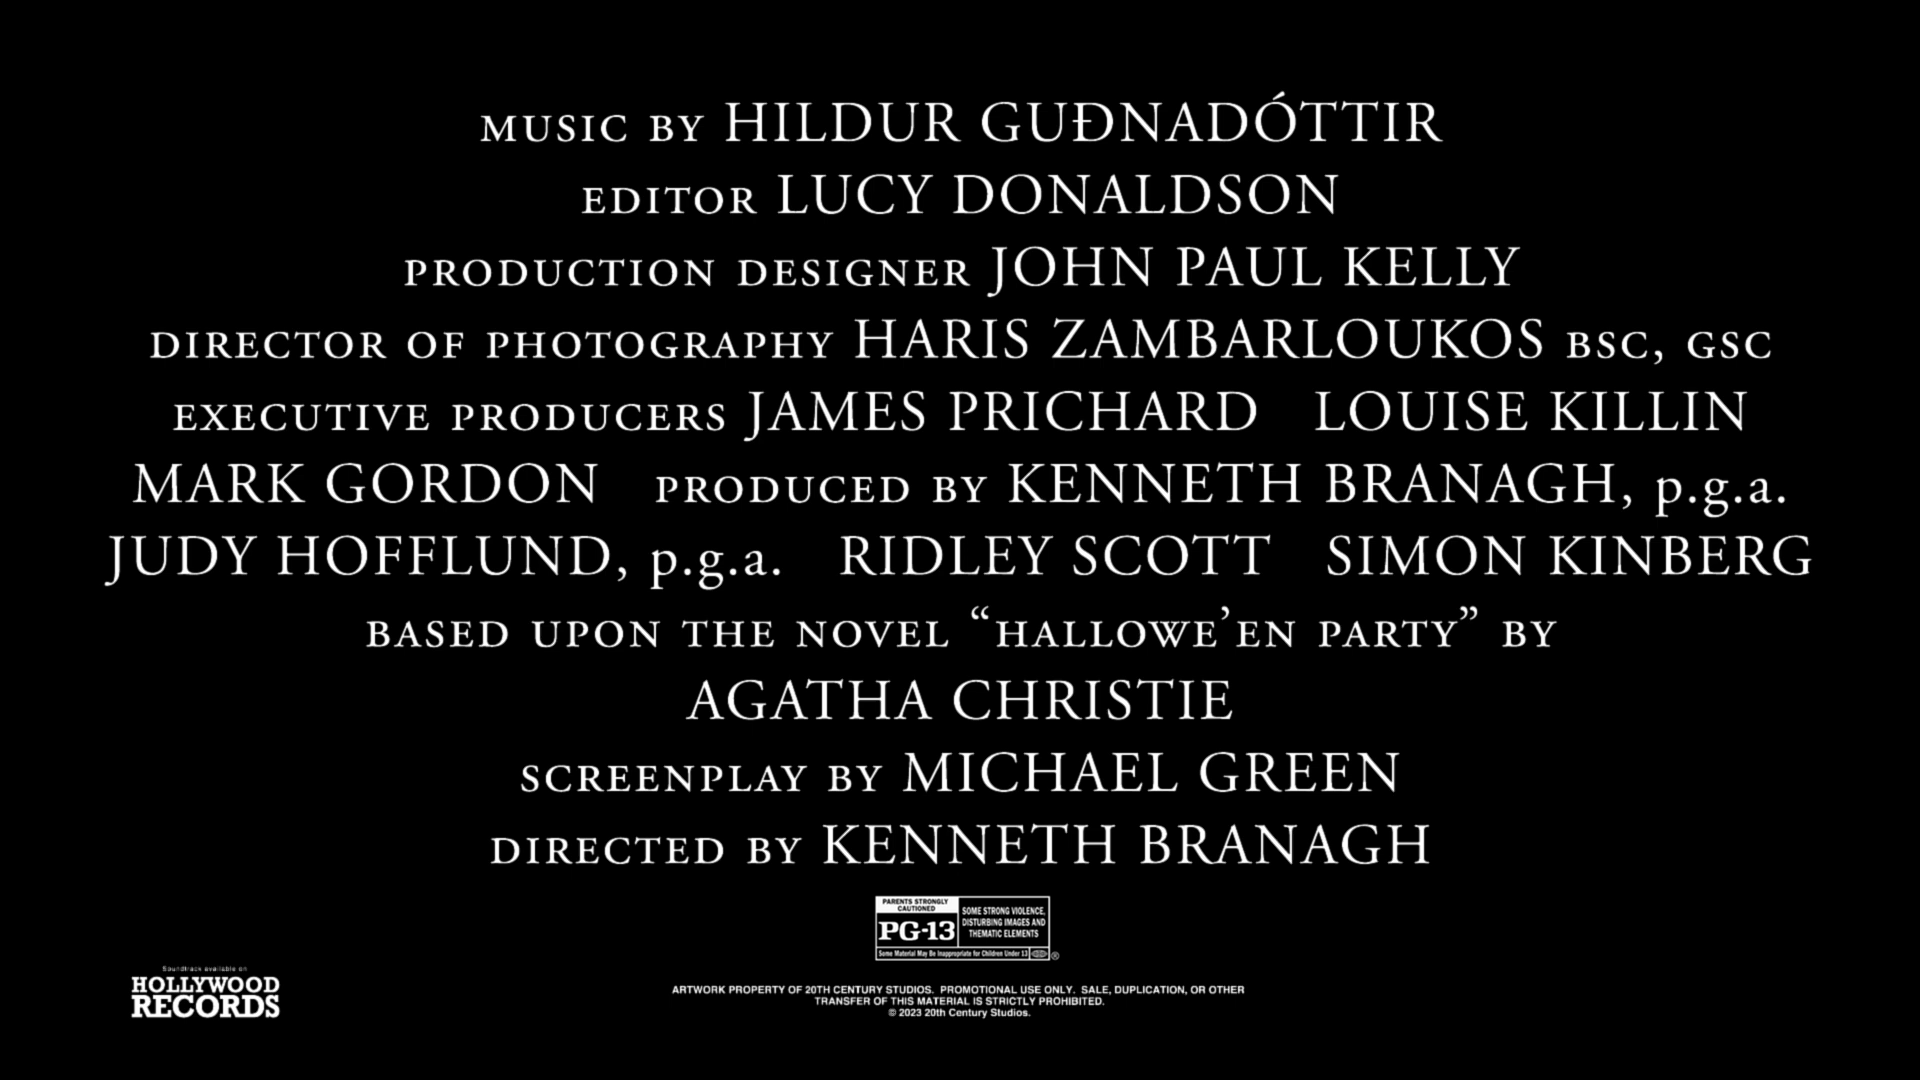 MUSIC BY HILDUR GUÐNADÓTTIR
EDITOR LUCY DONALDSON
PRODUCTION DESIGNER JOHN PAUL KELLY
DIRECTOR OF PHOTOGRAPHY HARIS ZAMBARLOUKOS BSC, GSC
EXECUTIVE PRODUCERS JAMES PRICHARD LOUISE KILLIN
MARK GORDON PRODUCED BY KENNETH BRANAGH, p.g.a.
JUDY HOFFLUND, p.g.a. RIDLEY SCOTT SIMON KINBERG
BASED UPON THE NOVEL “HALLOWE’EN PARTY” BY
AGATHA CHRISTIE
SCREENPLAY BY MICHAEL GREEN
DIRECTED BY KENNETH BRANAGH
PARENTS STRONGLY
CAUTIONED
PG-13
SOME STRONG VIOLENCE,
DISTURBING IMAGES AND
THEMATIC ELEMENTS
Some Material May Be Inappropriate for Children Under 13 ®
Soundtrack available on
HOLLYWOOD
RECORDS
ARTWORK PROPERTY OF 20TH CENTURY STUDIOS. PROMOTIONAL USE ONLY. SALE, DUPLICATION, OR OTHER
TRANSFER OF THIS MATERIAL IS STRICTLY PROHIBITED.
© 2023 20th Century Studios.